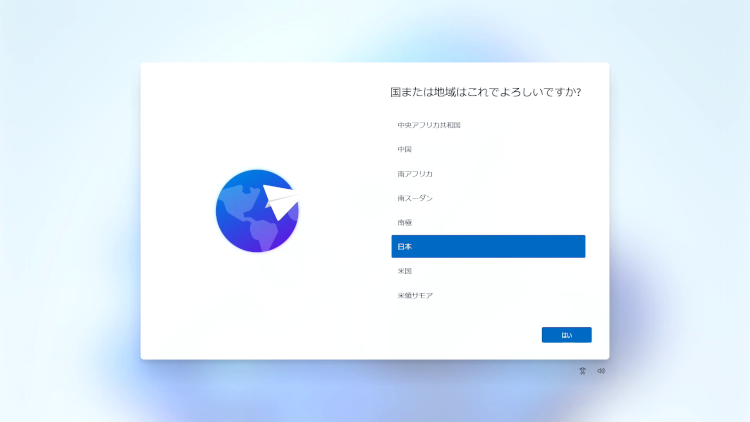 国または地域はこれでよろしいですか?
中央アフリカ共和国
中国
南アフリカ
南スーダン
南極
日本
米国
米領サモア
はい